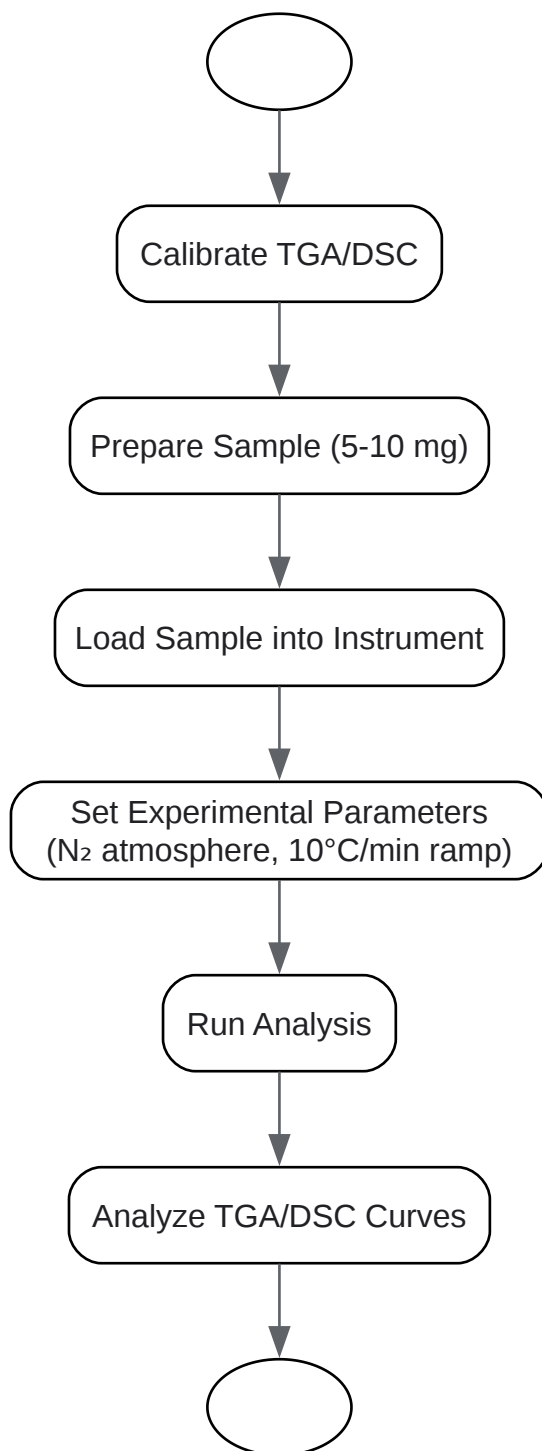 Calibrate TGA/DSC
Prepare Sample (5-10 mg)
Load Sample into Instrument
Set Experimental Parameters
(N₂ atmosphere, 10°C/min ramp)
Run Analysis
Analyze TGA/DSC Curves